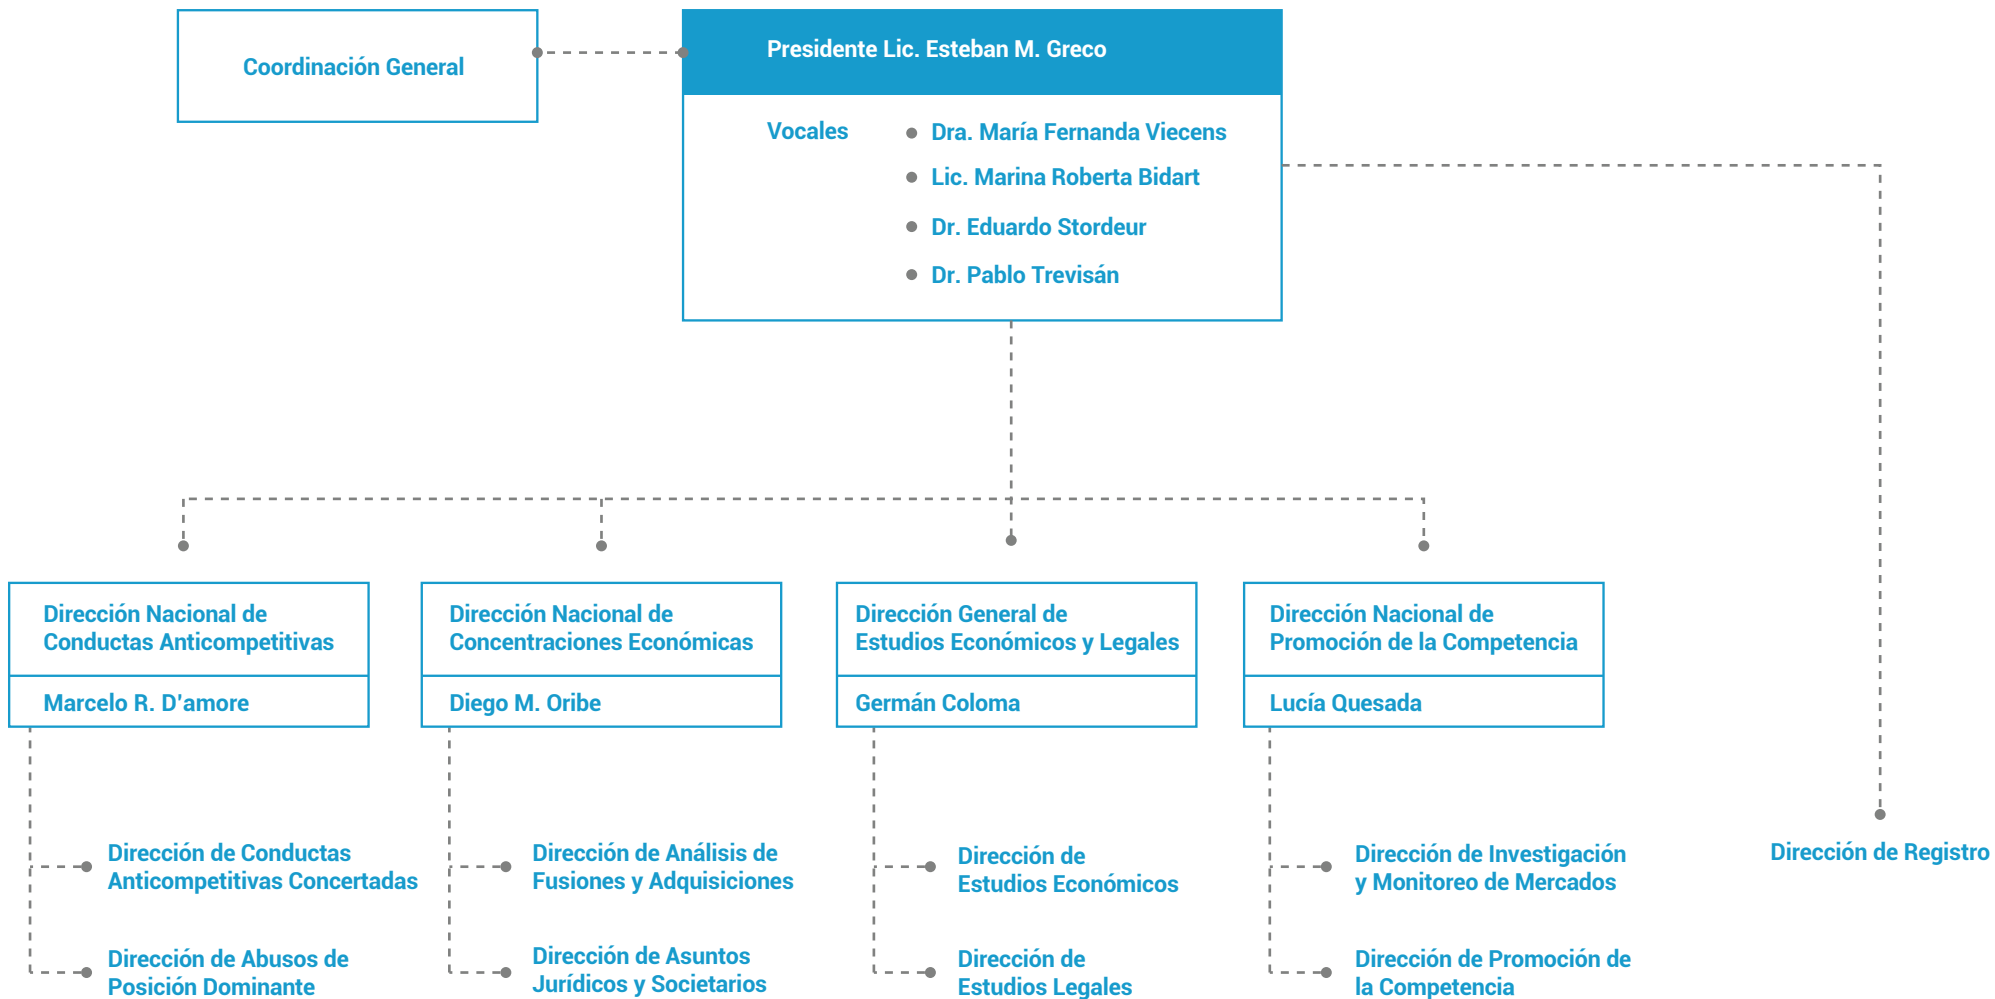 Coordinación General
Presidente Lic. Esteban M. Greco
Vocales
Dra. María Fernanda Viecens
Lic. Marina Roberta Bidart
Dr. Eduardo Stordeur
Dr. Pablo Trevisán
Dirección Nacional de
Conductas Anticompetitivas
Marcelo R. D'amore
Dirección de Conductas
Anticompetitivas Concertadas
Dirección de Abusos de
Posición Dominante
Dirección Nacional de
Concentraciones Económicas
Diego M. Oribe
Dirección de Análisis de
Fusiones y Adquisiciones
Dirección de Asuntos
Jurídicos y Societarios
Dirección General de
Estudios Económicos y Legales
Germán Coloma
Dirección de
Estudios Económicos
Dirección de
Estudios Legales
Dirección Nacional de
Promoción de la Competencia
Lucía Quesada
Dirección de Investigación
y Monitoreo de Mercados
Dirección de Promoción de
la Competencia
Dirección de Registro